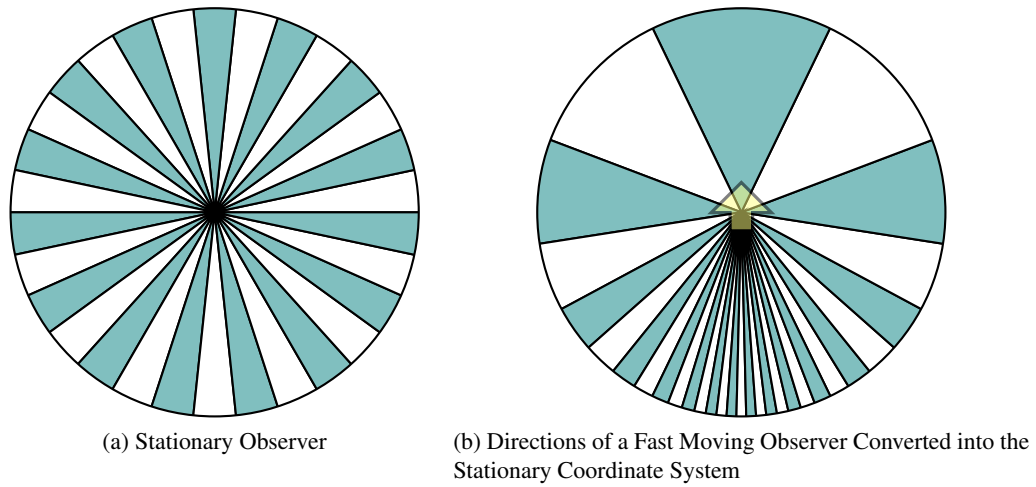 (a) Stationary Observer
(b) Directions of a Fast Moving Observer Converted into the
Stationary Coordinate System